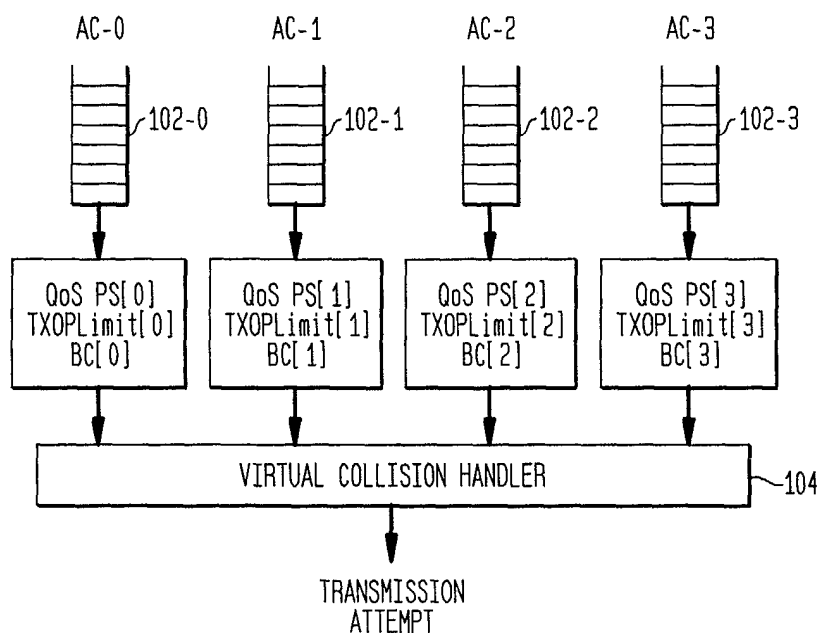 AC-0 AC-1 AC-2 AC-3
102-0 102-1 102-2 102-3
QoS PS[0] QoS PS[1] QoS PS[2] QoS PS[3]
TXOPLimit[0] TXOPLimit[1] TXOPLimit[2] TXOPLimit[3]
BC[0] BC[1] BC[2] BC[3]
VIRTUAL COLLISION HANDLER 104
TRANSMISSION
ATTEMPT